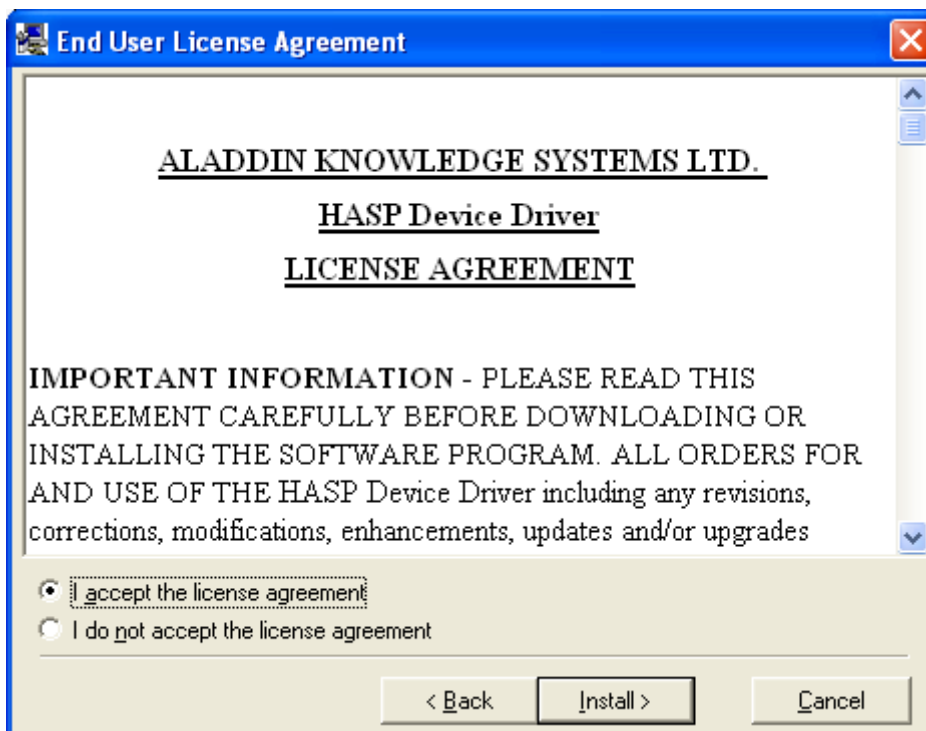 End User License Agreement
ALADDIN KNOWLEDGE SYSTEMS LTD.
HASP Device Driver
LICENSE AGREEMENT
IMPORTANT INFORMATION - PLEASE READ THIS
AGREEMENT CAREFULLY BEFORE DOWNLOADING OR
INSTALLING THE SOFTWARE PROGRAM. ALL ORDERS FOR
AND USE OF THE HASP Device Driver including any revisions,
corrections, modifications, enhancements, updates and/or upgrades
I accept the license agreement
I do not accept the license agreement
< Back Install > Cancel